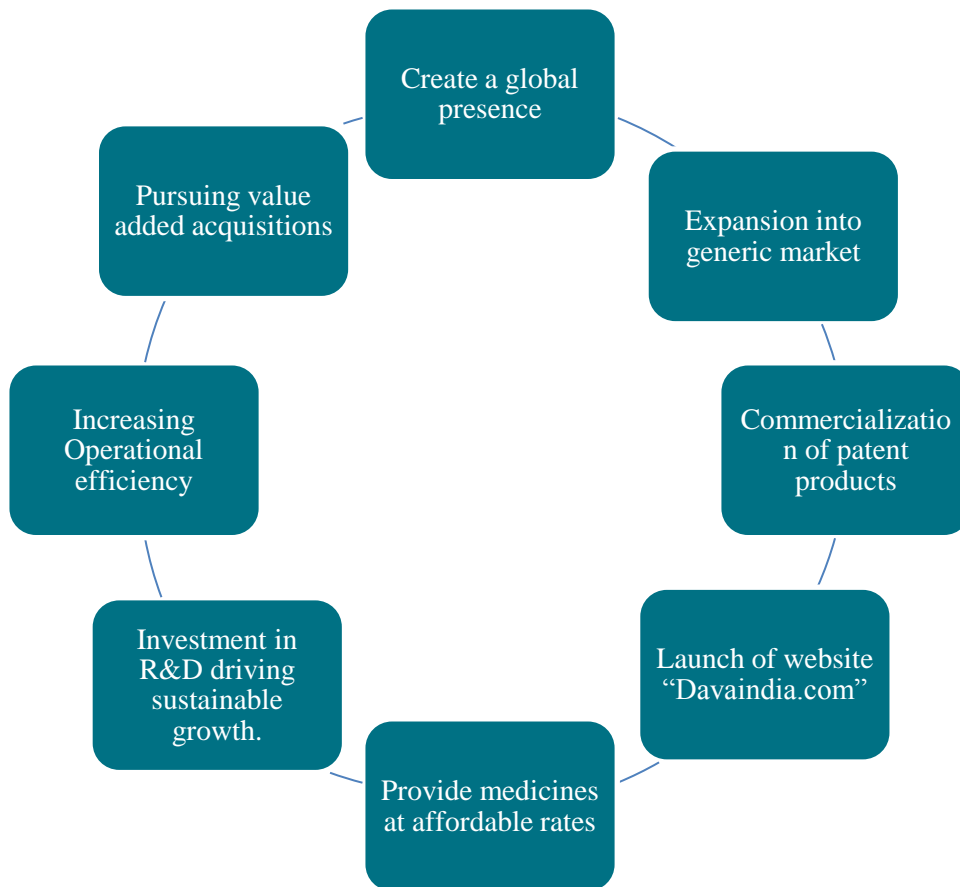 Create a global
presence
Expansion into
generic market
Commercializatio
n of patent
products
Launch of website
“Davaindia.com”
Provide medicines
at affordable rates
Investment in
R&D driving
sustainable
growth.
Increasing
Operational
efficiency
Pursuing value
added acquisitions